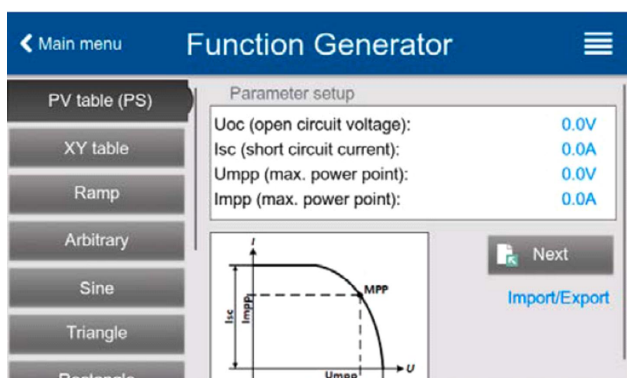 Main menu
Function Generator
PV table (PS)
XY table
Ramp
Arbitrary
Sine
Triangle
Rectangle
Parameter setup
Uoc (open circuit voltage): 0.0V
Isc (short circuit current): 0.0A
Umpp (max. power point): 0.0V
Impp (max. power point): 0.0A
I
Isc
Impp
MPP
Umpp
U
Next
Import/Export